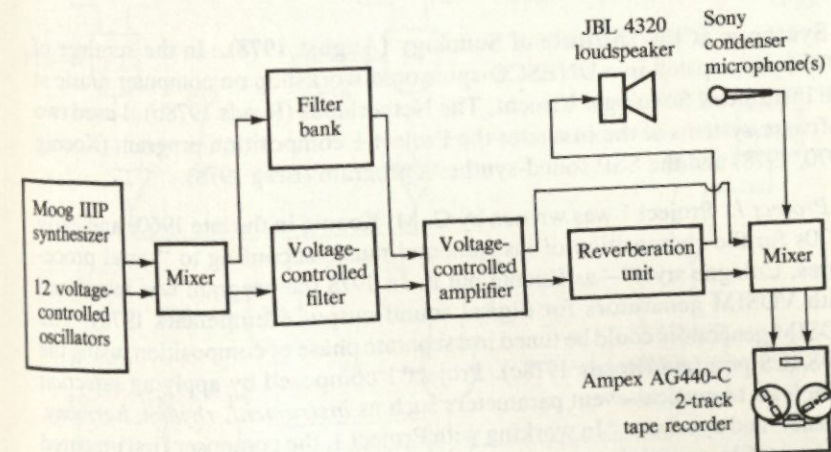 JBL 4320
loudspeaker
Sony
condenser
microphone(s)
Filter
bank
Moog IIIP
synthesizer
12 voltage-
controlled
oscillators
Mixer
Voltage-
controlled
filter
Voltage-
controlled
amplifier
Reverberation
unit
Mixer
Ampex AG440-C
2-track
tape recorder